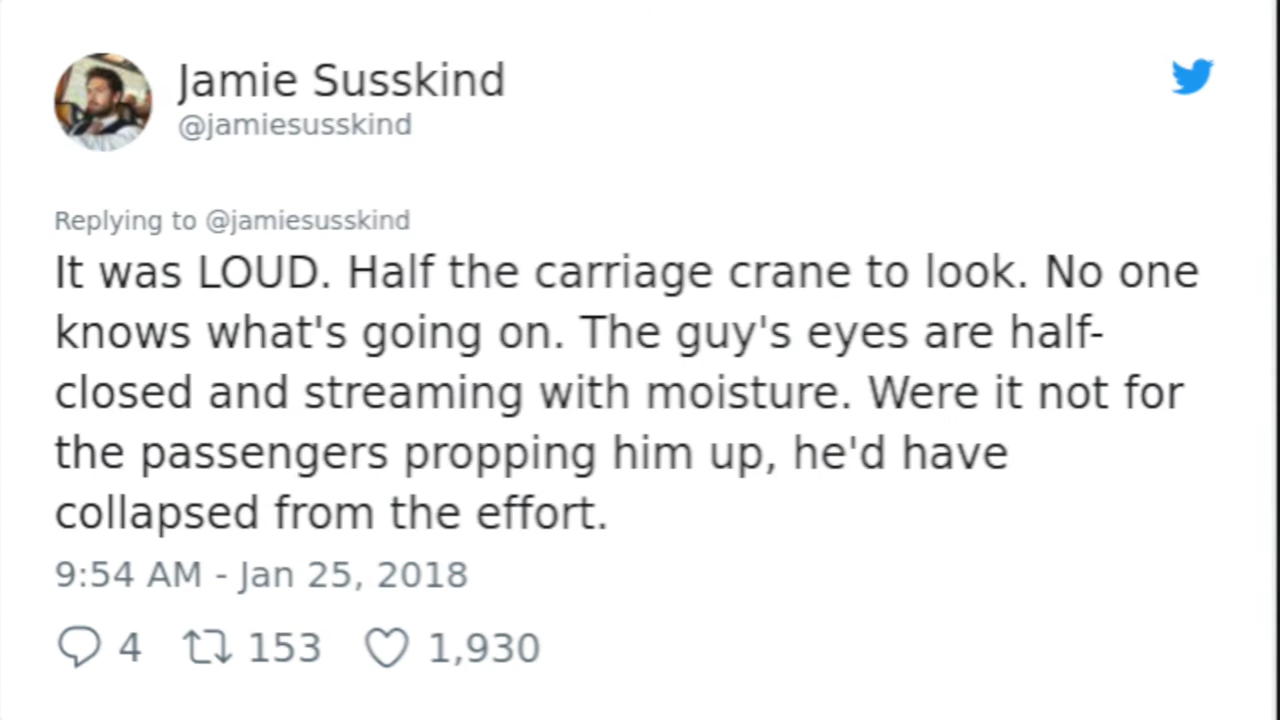 Jamie Susskind
@jamiesusskind
Replying to @jamiesusskind
It was LOUD. Half the carriage crane to look. No one
knows what's going on. The guy's eyes are half-
closed and streaming with moisture. Were it not for
the passengers propping him up, he'd have
collapsed from the effort.
9:54 AM - Jan 25, 2018
4 153 1,930